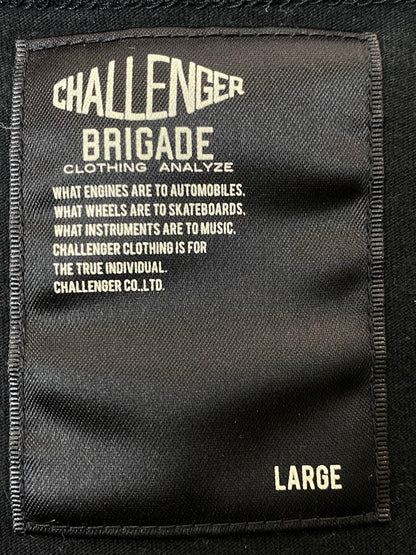 CHALLENGER
BRIGADE
CLOTHING ANALYZE
WHAT ENGINES ARE TO AUTOMOBILES,
WHAT WHEELS ARE TO SKATEBOARDS,
WHAT INSTRUMENTS ARE TO MUSIC.
CHALLENGER CLOTHING IS FOR
THE TRUE INDIVIDUAL.
CHALLENGER CO.,LTD.
LARGE